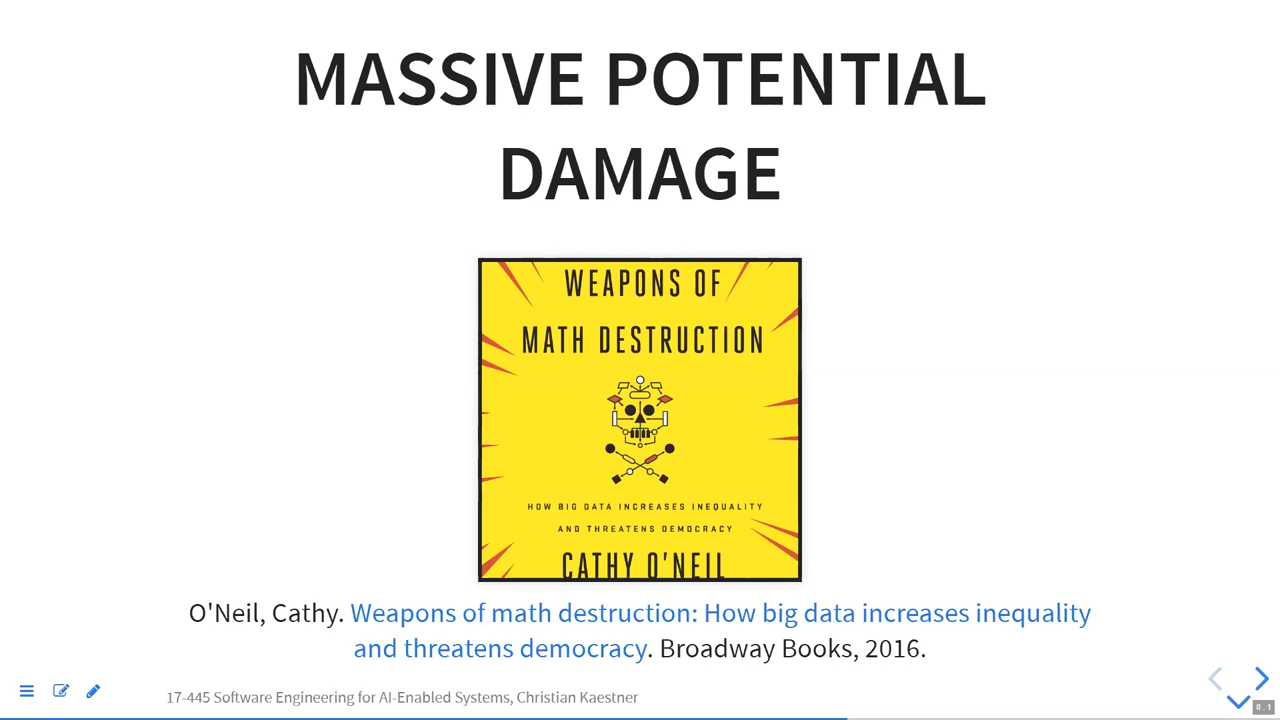 MASSIVE POTENTIAL
DAMAGE
WEAPONS OF
MATH DESTRUCTION
HOW BIG DATA INCREASES INEQUALITY
AND THREATENS DEMOCRACY
CATHY O'NEIL
O'Neil, Cathy. Weapons of math destruction: How big data increases inequality
and threatens democracy. Broadway Books, 2016.
17-445 Software Engineering for AI-Enabled Systems, Christian Kaestner
8.1